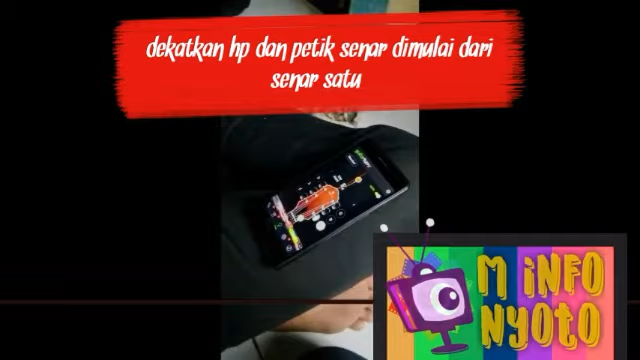 dekatkan hp dan petik senar dimulai dari
senar satu
M iNFO
NYOTO